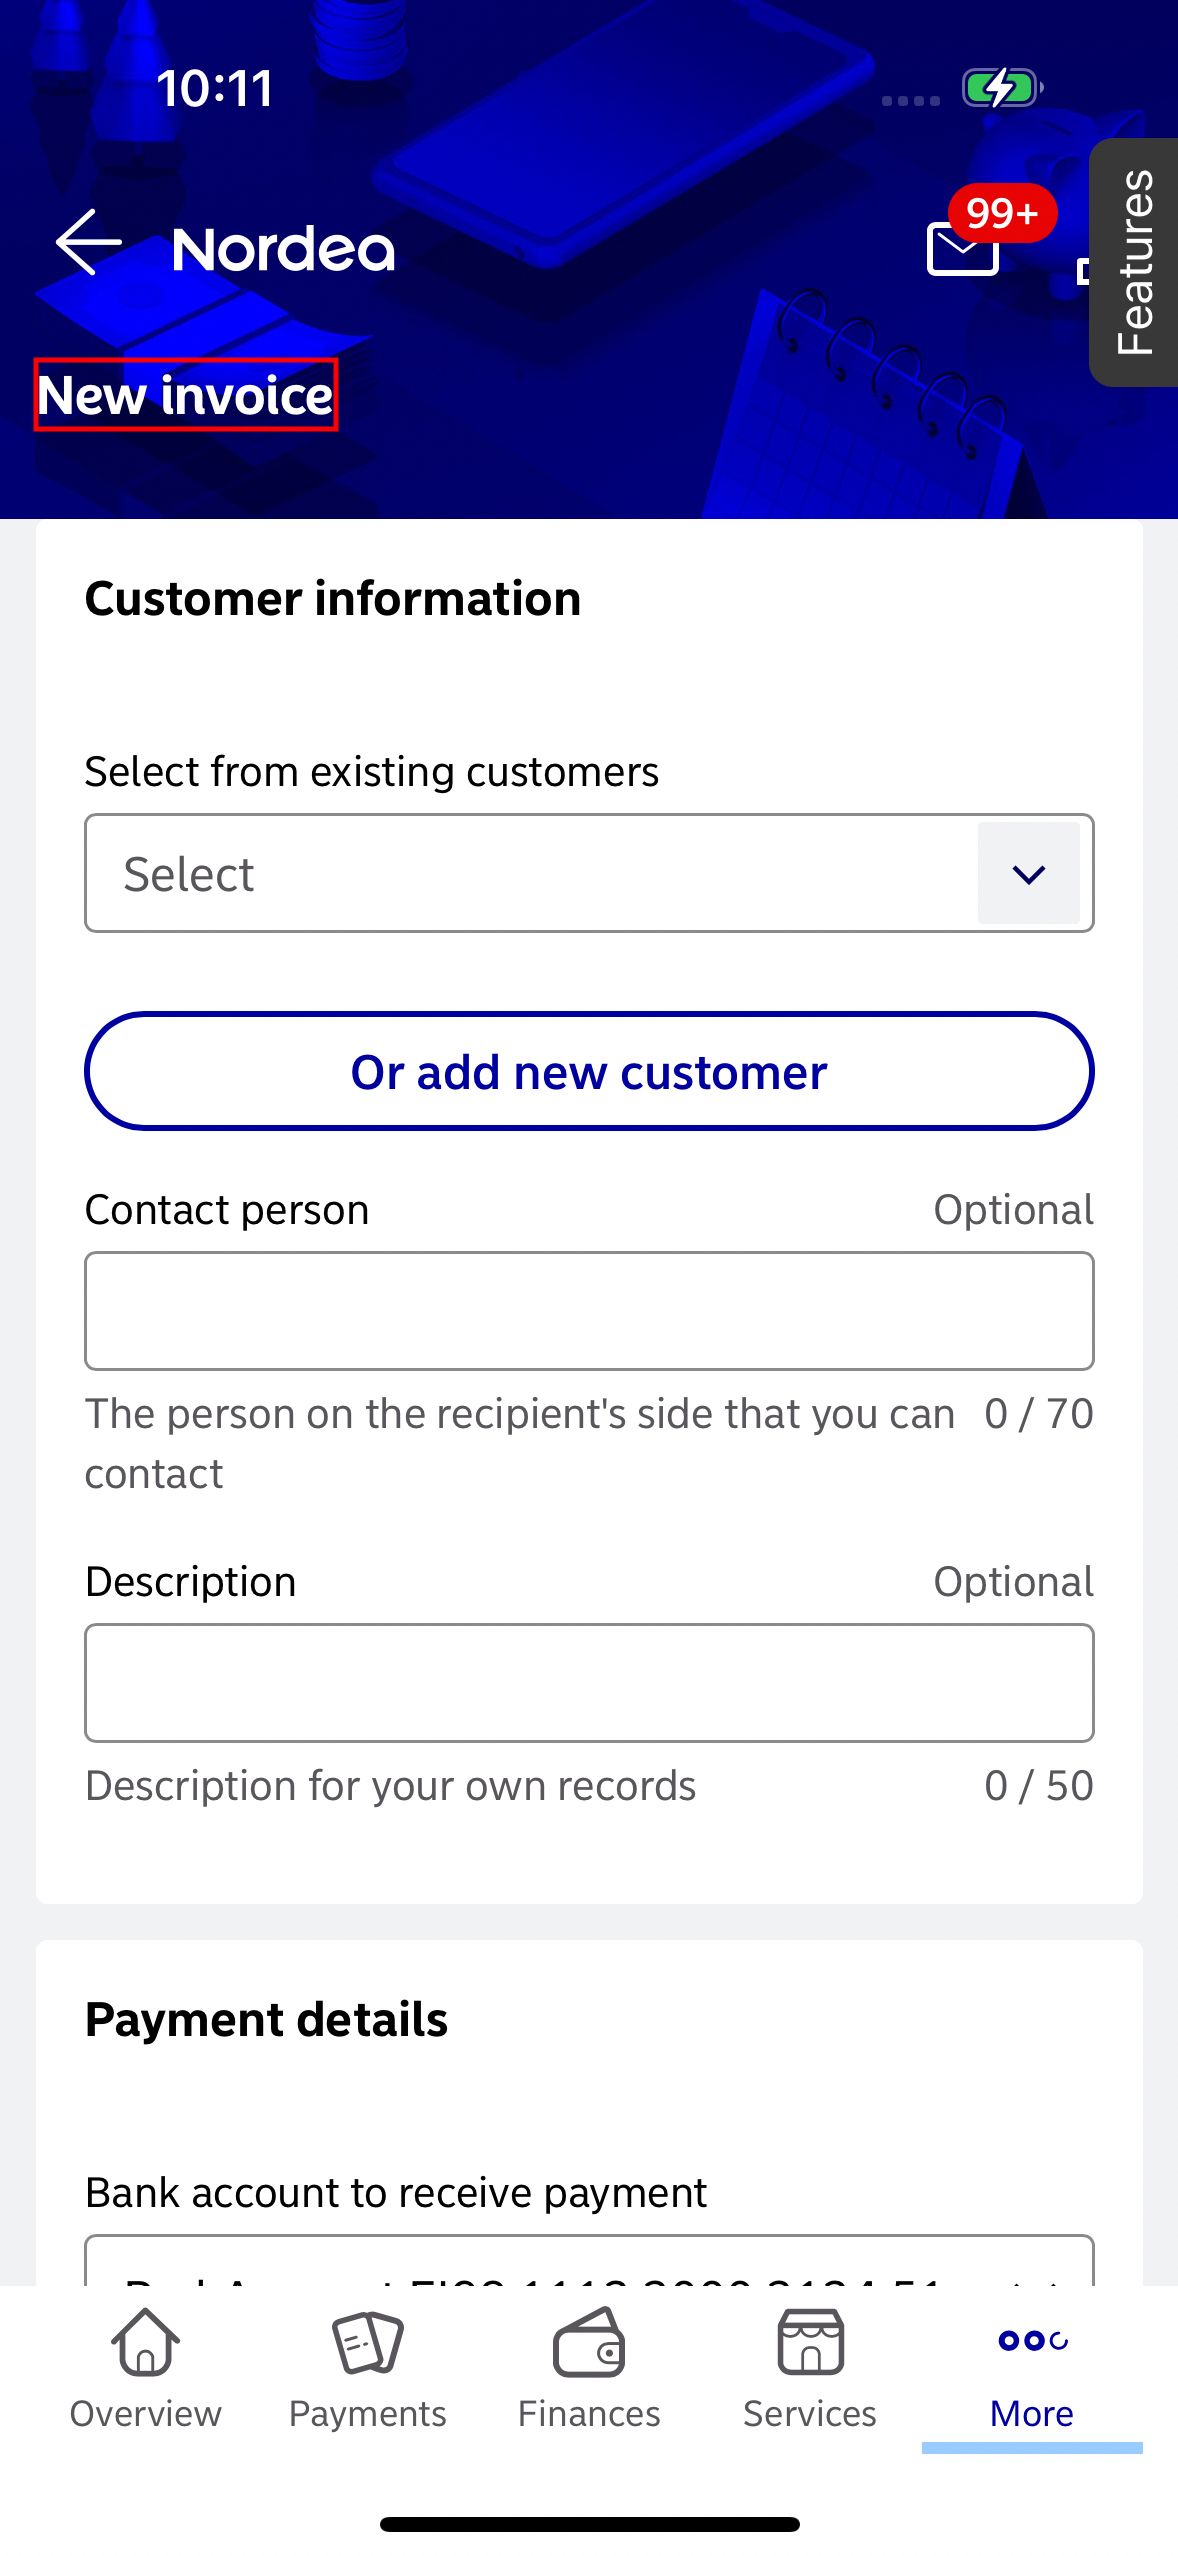 10:11
Nordea
99+
Features
New invoice
Customer information
Select from existing customers
Select
Or add new customer
Contact person Optional
The person on the recipient's side that you can 0 / 70
contact
Description Optional
Description for your own records 0 / 50
Payment details
Bank account to receive payment
Overview Payments Finances Services More